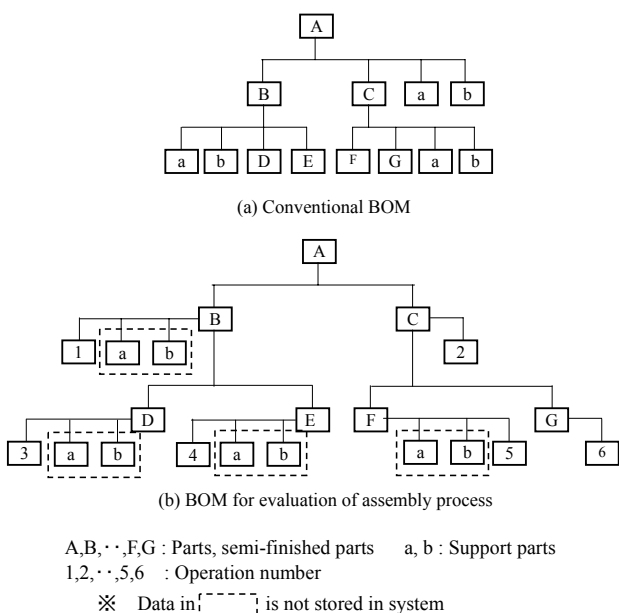 A
B C a b
a b D E F G a b
(a) Conventional BOM
A
B C
1 a b 2
D E F G
3 a b 4 a b a b 5 6
(b) BOM for evaluation of assembly process
A,B,‥,F,G : Parts, semi-finished parts a, b : Support parts
1,2,‥,5,6 : Operation number
※ Data in is not stored in system